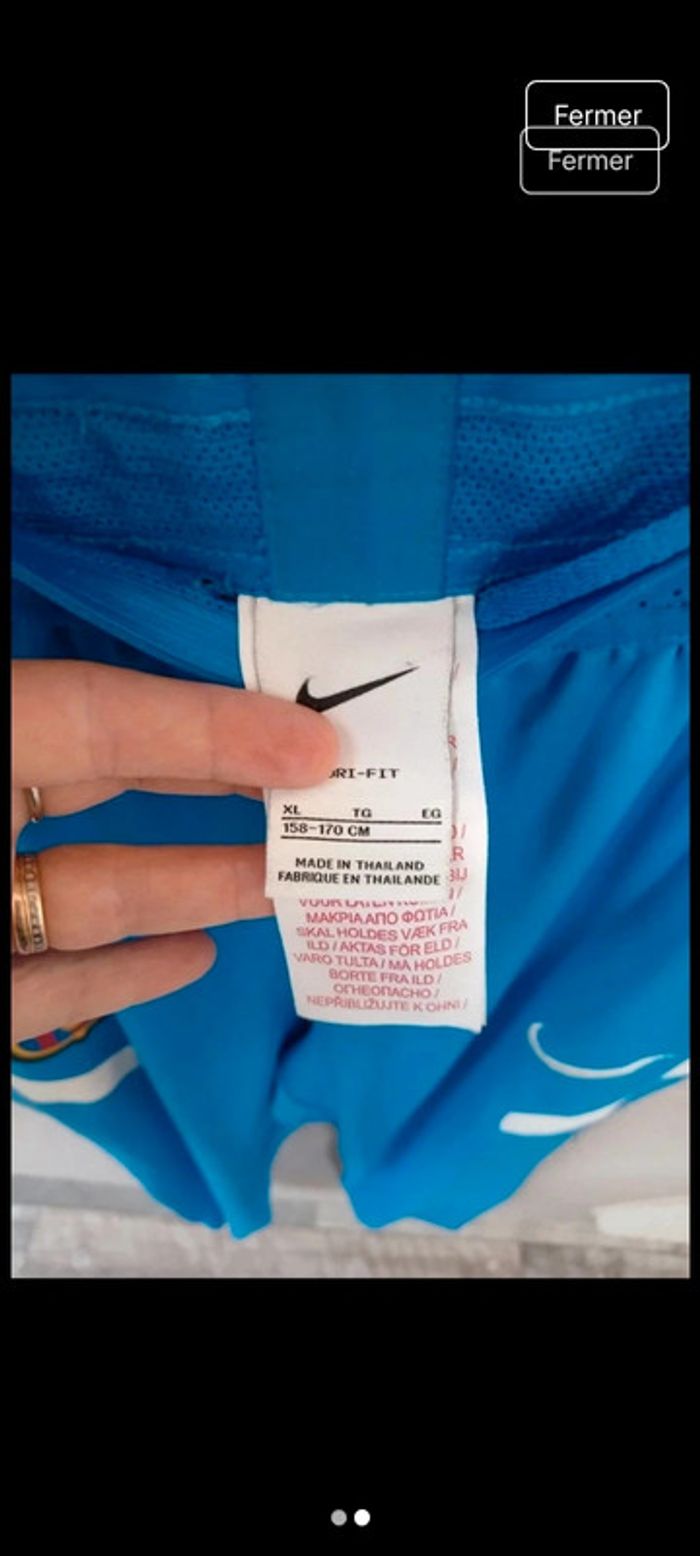 Fermer
Fermer
DRI-FIT
XL TG EG
158-170 CM
MADE IN THAILAND
FABRIQUE EN THAILANDE
ΜΑΚΡΙΑ ΑΠΟ ΦΩΤΙΑ /
SKAL HOLDES VÆK FRA
ILD / AKTAS FÖR ELD /
VARO TULTA / MÅ HOLDES
BORTE FRA ILD /
ОГНЕОПАСНО /
NEPŘIBLIŽUJTE K OHNI /